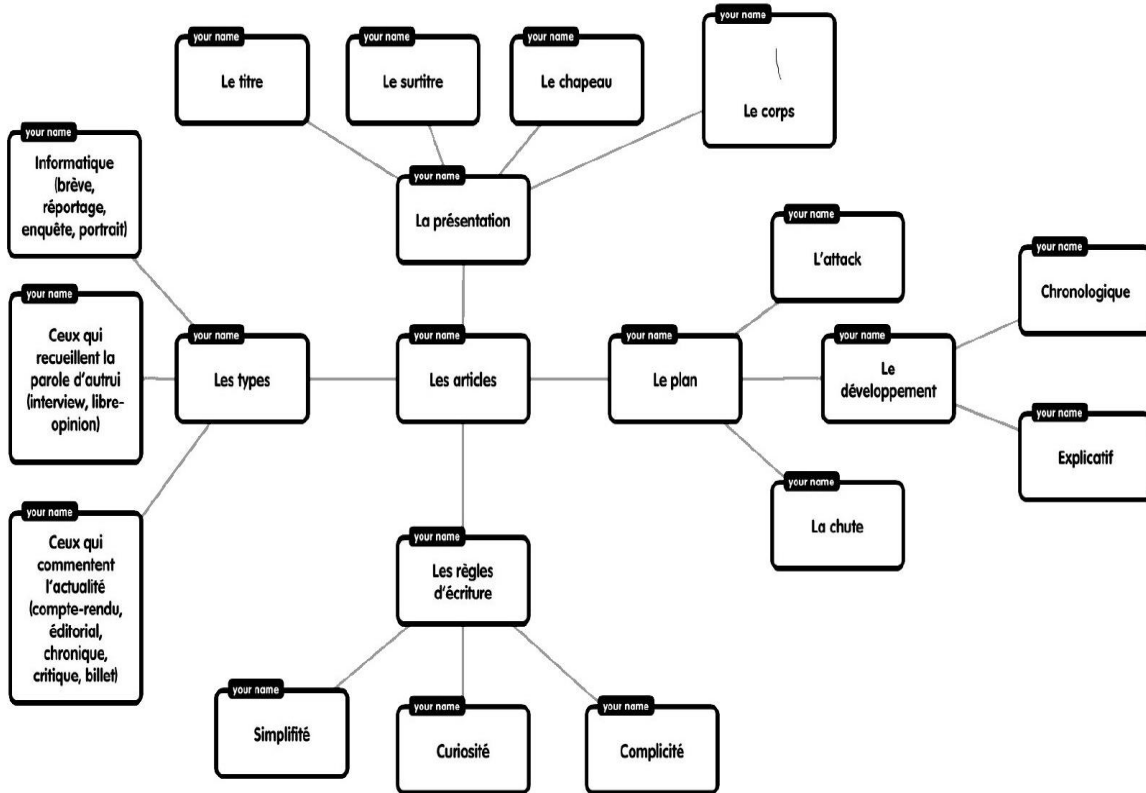 your name
Le titre
your name
Le surtitre
your name
Le chapeau
your name
Le corps
your name
Informatique
(brève,
réportage,
enquête, portrait)
your name
La présentation
your name
L'attack
your name
Chronologique
your name
Ceux qui
recueillent la
parole d'autrui
(interview, libre-
opinion)
your name
Les types
your name
Les articles
your name
Le plan
your name
Le
développement
your name
Explicatif
your name
La chute
your name
Ceux qui
commentent
l'actualité
(compte-rendu,
éditorial,
chronique,
critique, billet)
your name
Les règles
d'écriture
your name
Simplifité
your name
Curiosité
your name
Complicité